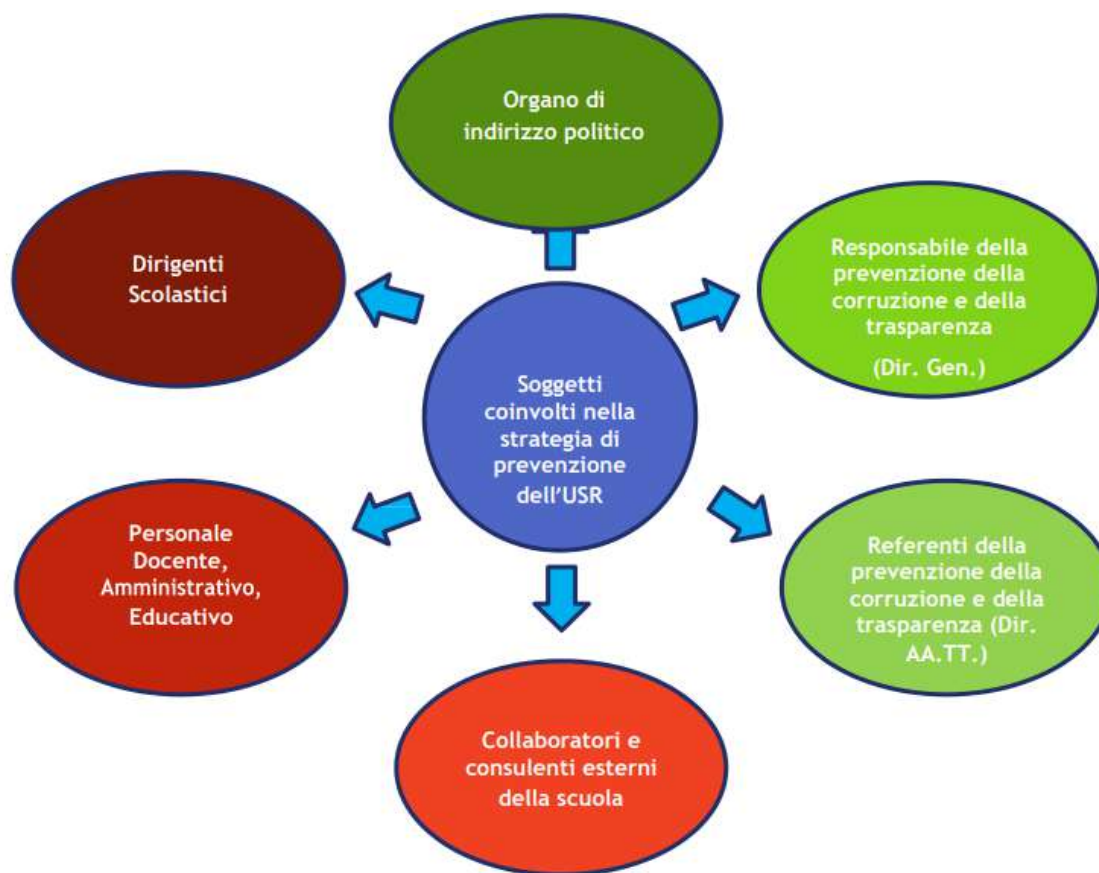 Organo di
indirizzo politico
Responsabile della
prevenzione della
corruzione e della
trasparenza
(Dir. Gen.)
Referenti della
prevenzione della
corruzione e della
trasparenza (Dir.
AA.TT.)
Collaboratori e
consulenti esterni
della scuola
Personale
Docente,
Amministrativo,
Educativo
Dirigenti
Scolastici
Soggetti
coinvolti nella
strategia di
prevenzione
dell'USR